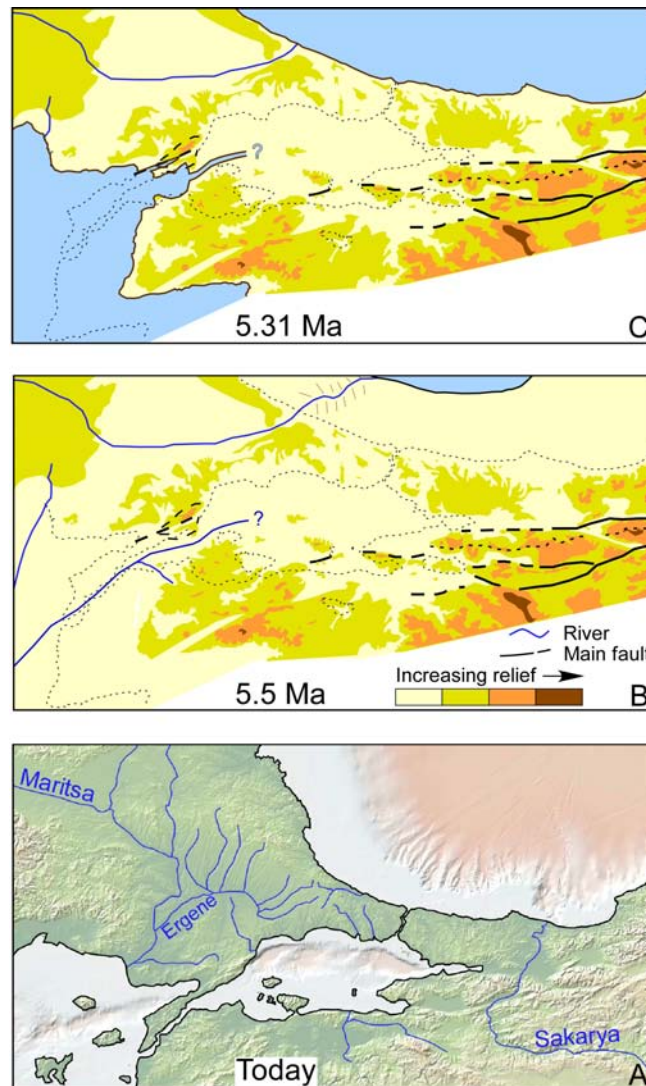 ?
5.31 Ma
C
?
River
Main fault
Increasing relief
5.5 Ma
B
Maritsa
Ergene
Sakarya
Today
A